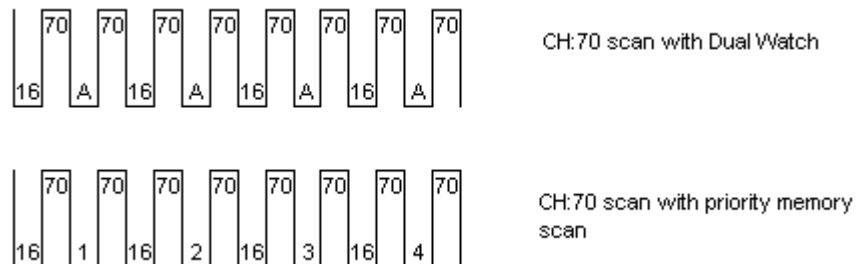 70 70 70 70 70 70 70 70
CH:70 scan with Dual Watch
16 A 16 A 16 A 16 A
70 70 70 70 70 70 70 70
CH:70 scan with priority memory
scan
16 1 16 2 16 3 16 4